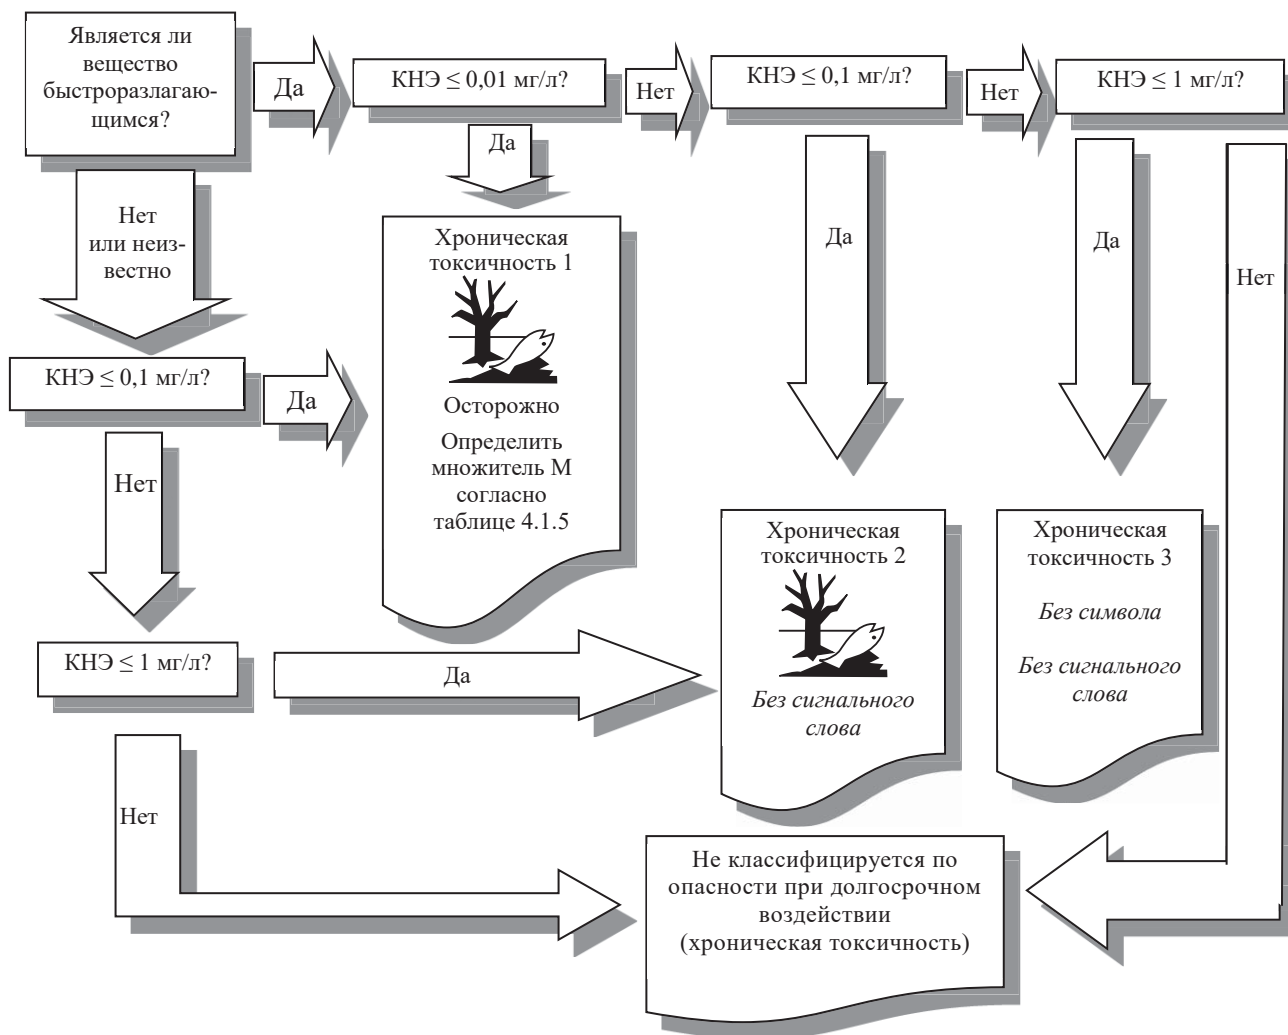 Является ли
вещество
быстроразлагаю-
щимся?
Да
КНЭ ≤ 0,01 мг/л?
Нет
КНЭ ≤ 0,1 мг/л?
Нет
КНЭ ≤ 1 мг/л?
Да
Нет
или неиз-
вестно
Хроническая
токсичность 1
Осторожно
Определить
множитель M
согласно
таблице 4.1.5
Да
Да
Нет
КНЭ ≤ 0,1 мг/л?
Да
Нет
Хроническая
токсичность 2
Без сигнального
слова
Хроническая
токсичность 3
Без символа
Без сигнального
слова
КНЭ ≤ 1 мг/л?
Да
Нет
Не классифицируется по
опасности при долгосрочном
воздействии
(хроническая токсичность)